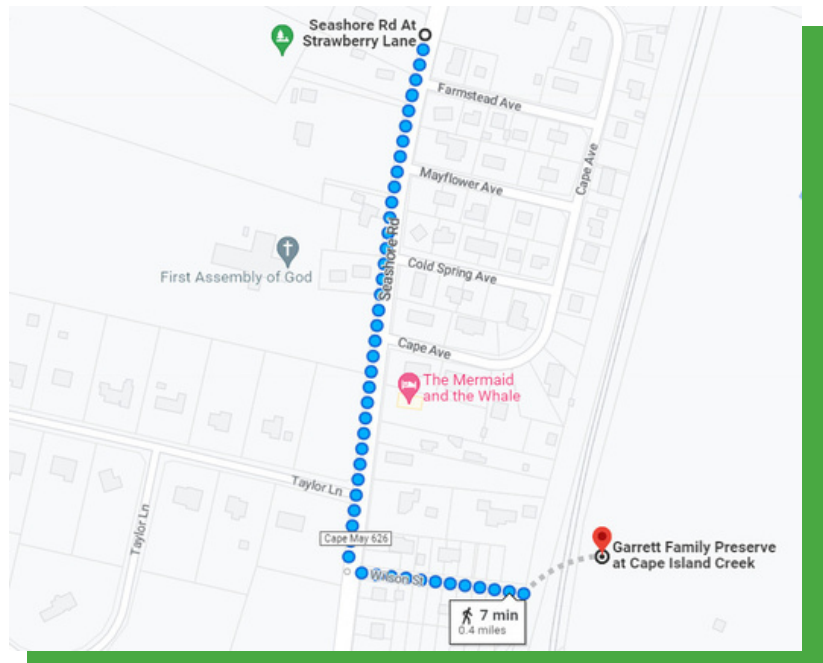 Seashore Rd At
Strawberry Lane
Farmstead Ave
Mayflower Ave
Cape Ave
Seashore Rd
First Assembly of God
Cold Spring Ave
Cape Ave
The Mermaid
and the Whale
Taylor Ln
Taylor Ln
Cape May 626
Wilson St
Garrett Family Preserve
at Cape Island Creek
7 min
0.4 miles